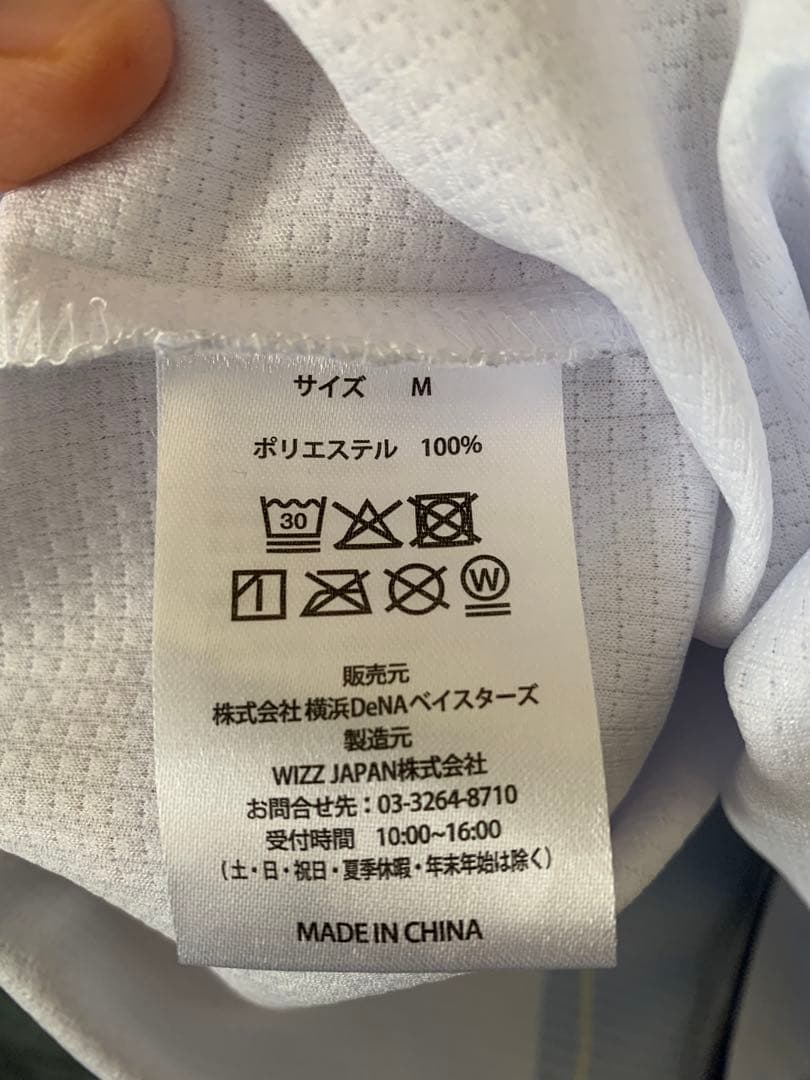 サイズ M
ポリエステル 100%
30
W
販売元
株式会社 横浜DeNAベイスターズ
製造元
WIZZ JAPAN株式会社
お問合せ先：03-3264-8710
受付時間 10:00~16:00
（土・日・祝日・夏季休暇・年末年始は除く）
MADE IN CHINA